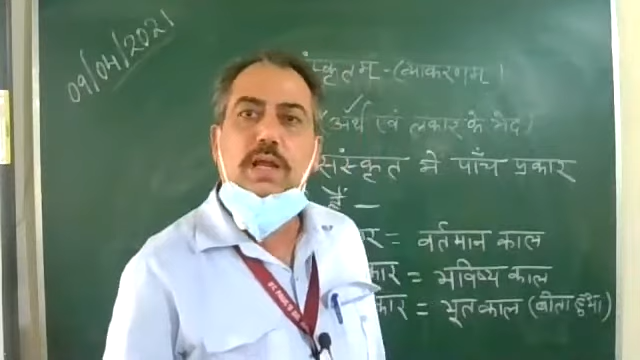 09/04/2021
संस्कृतम् - (व्याकरणम्)
(अर्थ एवं लकार के भेद)
संस्कृत में पाँच प्रकार
हैं -
= वर्तमान काल
कार = भविष्य काल
कार = भूत काल (बीता हुआ)